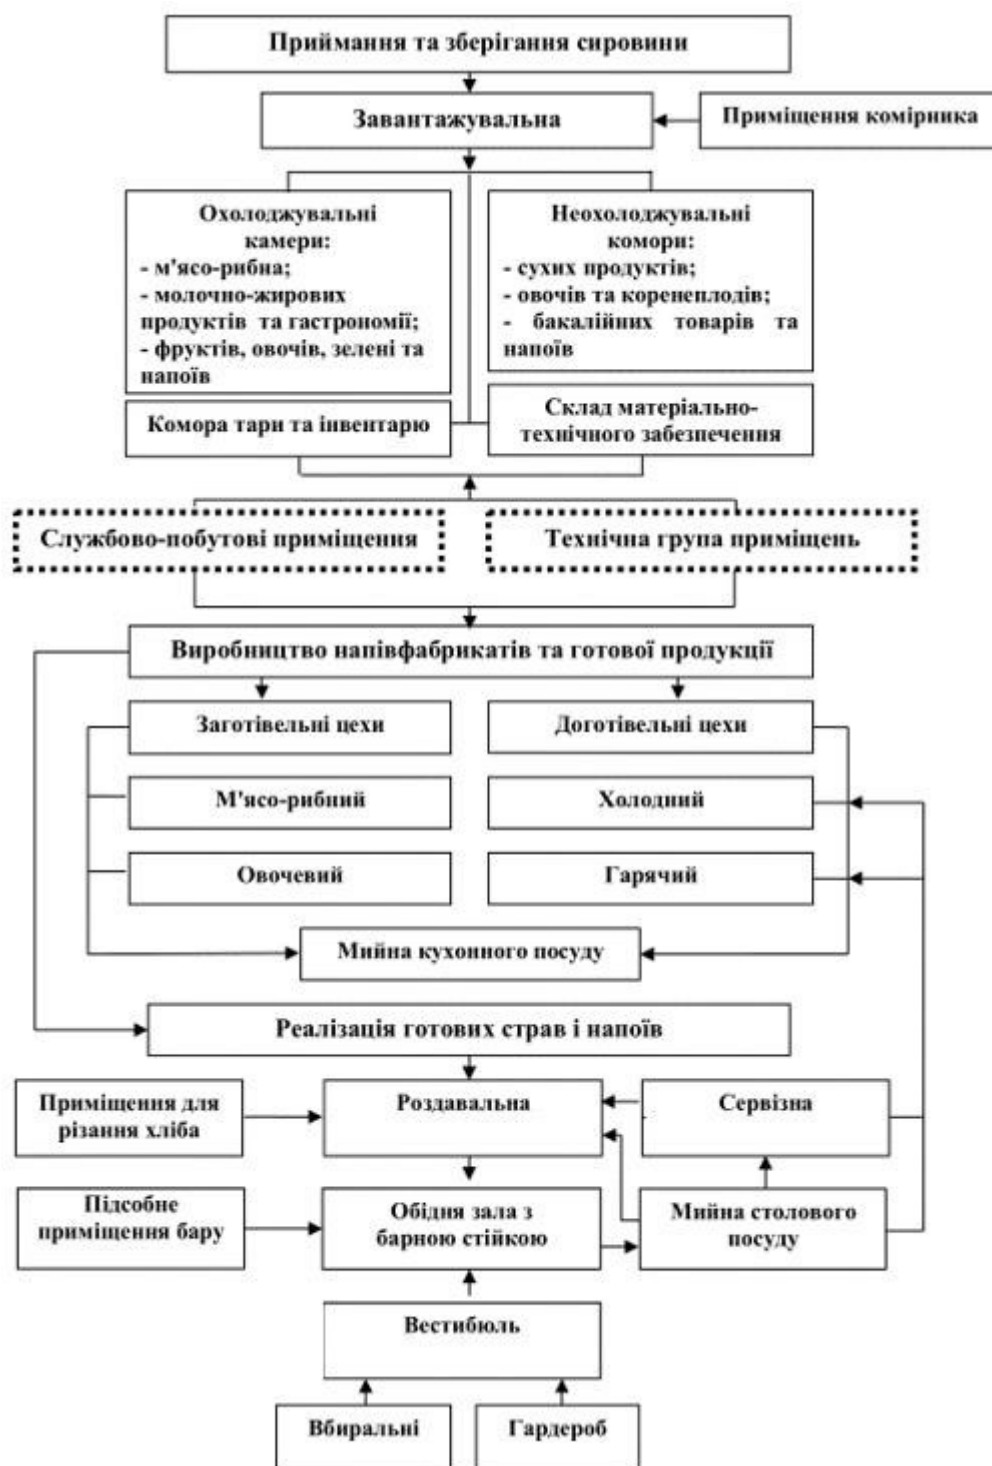 Приймання та зберігання сировини
Завантажувальна
Приміщення комірника
Охолоджувальні
камери:
- м'ясо-рибна;
- молочно-жирових
продуктів та гастрономії;
- фруктів, овочів, зелені та
напоїв
Неохолоджувальні
комори:
- сухих продуктів;
- овочів та коренеплодів;
- бакалійних товарів та
напоїв
Комора тари та інвентарю
Склад матеріально-
технічного забезпечення
Службово-побутові приміщення
Технічна група приміщень
Виробництво напівфабрикатів та готової продукції
Заготівельні цехи
Доготівельні цехи
М'ясо-рибний
Холодний
Овочевий
Гарячий
Мийна кухонного посуду
Реалізація готових страв і напоїв
Приміщення для
різання хліба
Роздавальна
Сервізна
Підсобне
приміщення бару
Обідня зала з
барною стійкою
Мийна столового
посуду
Вестибюль
Вбиральні
Гардероб